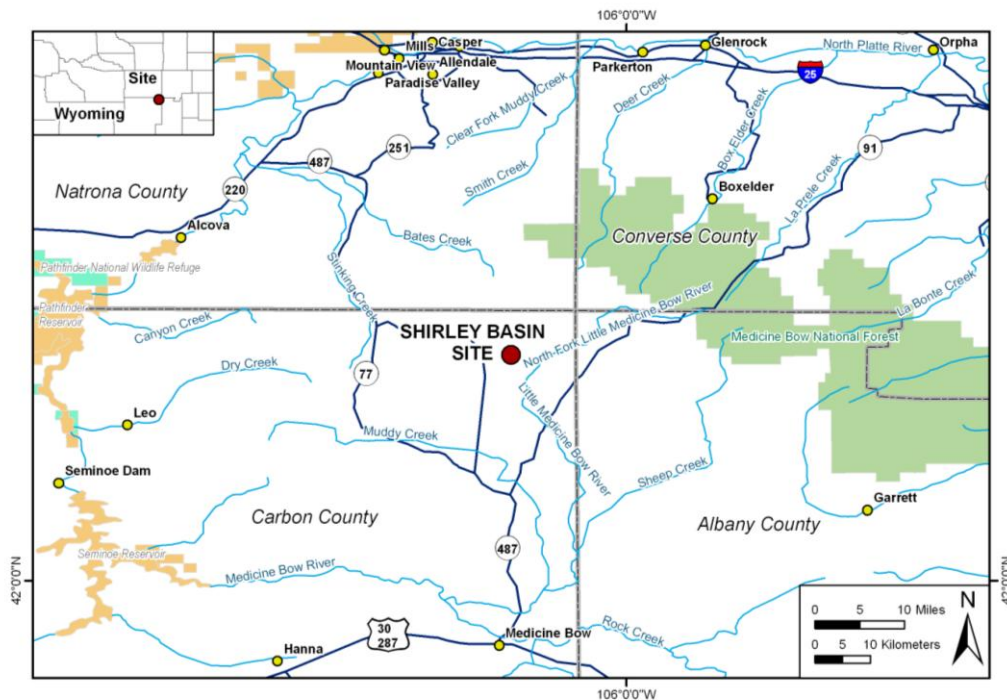 106°0'0"W
Site
Wyoming
Mills
Casper
Mountain View
Allendale
Paradise Valley
Parkerton
Glenrock
North Platte River
Orpha
25
Clear Fork Muddy Creek
Deer Creek
Box Elder Creek
251
487
91
220
Smith Creek
La Prele Creek
Natrona County
Boxelder
Alcova
Bates Creek
Converse County
Pathfinder National Wildlife Refuge
Stinking Creek
La Bonte Creek
Pathfinder
Reservoir
Canyon Creek
SHIRLEY BASIN
SITE
North Fork Little Medicine Bow River
Medicine Bow National Forest
Dry Creek
77
Leo
Little Medicine Bow River
Muddy Creek
Seminoe Dam
Sheep Creek
Garrett
Carbon County
Albany County
487
Seminoe Reservoir
Medicine Bow River
42°0'0"N
42°0'0"N
0 5 10 Miles
0 5 10 Kilometers
N
30
287
Medicine Bow
Rock Creek
Hanna
106°0'0"W